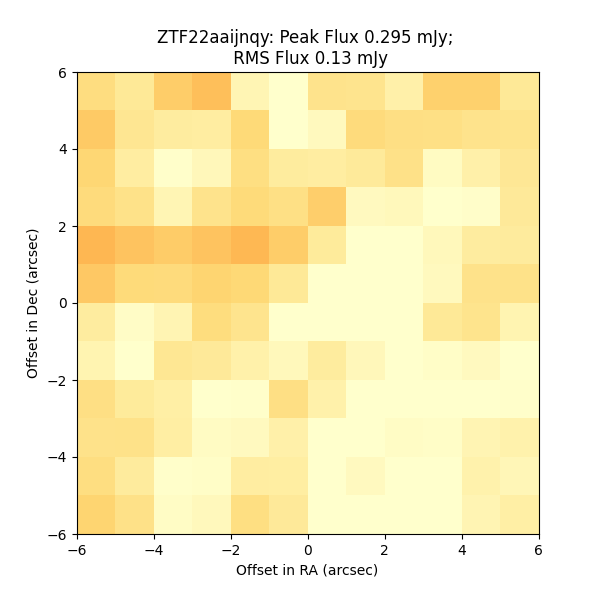 ZTF22aaijnqy: Peak Flux 0.295 mJy;
RMS Flux 0.13 mJy
6
4
2
0
−2
−4
−6
Offset in Dec (arcsec)
−6 −4 −2 0 2 4 6
Offset in RA (arcsec)